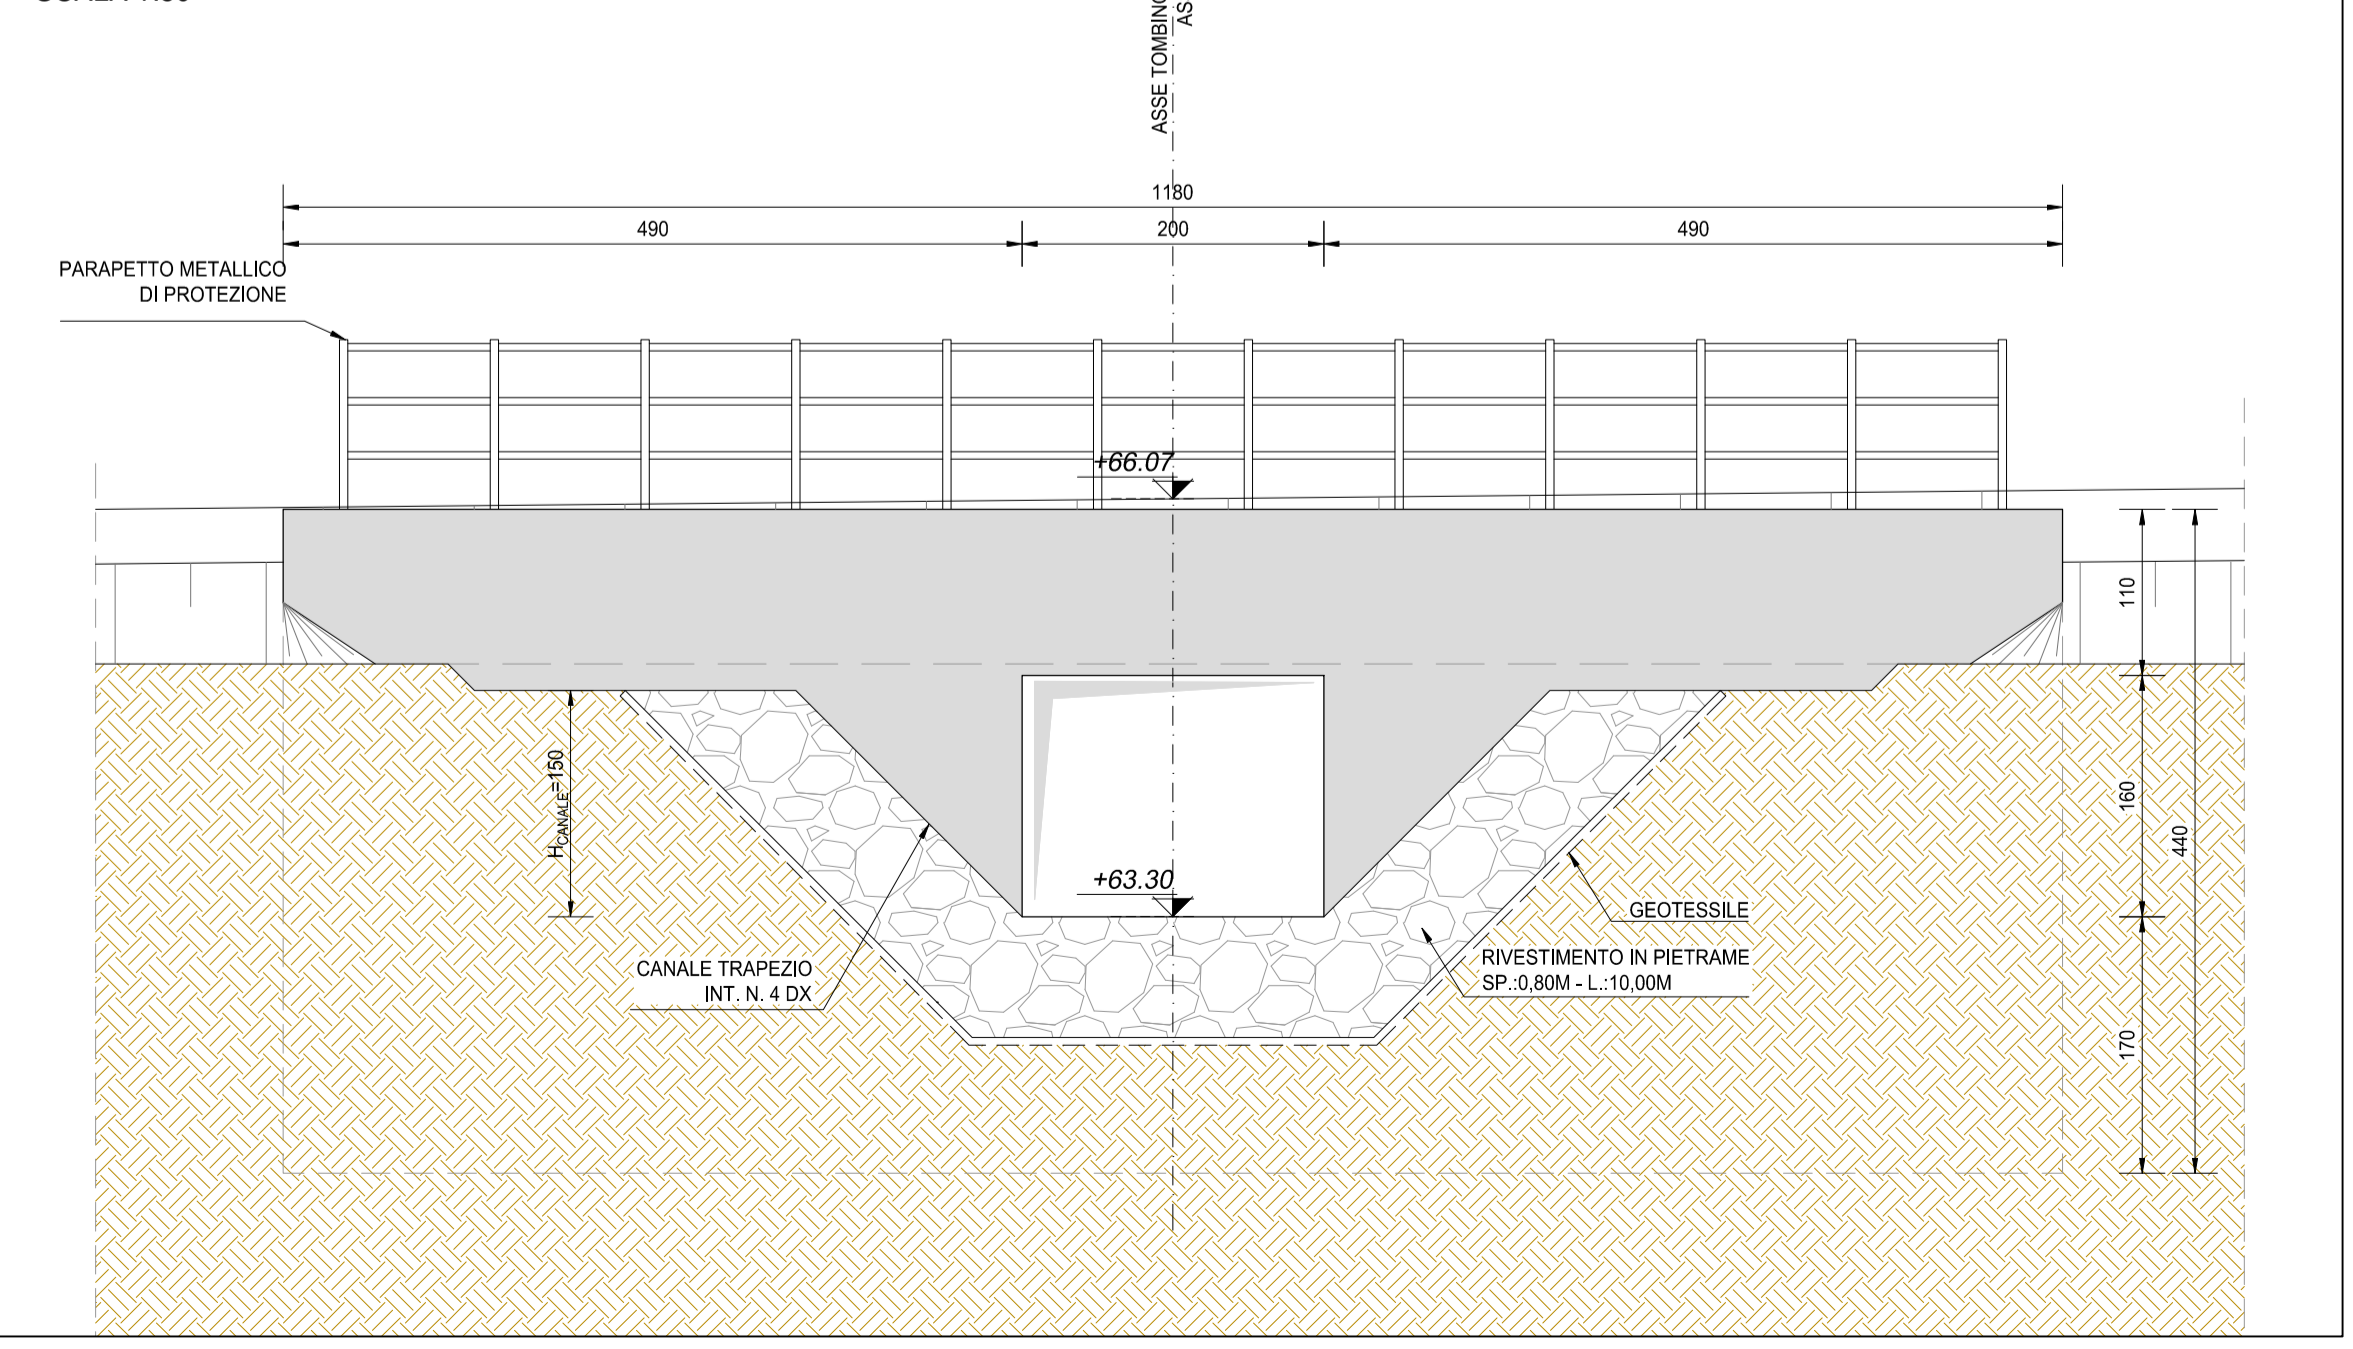 ASSE TOMBINO
1180
490
200
490
PARAPETTO METALLICO
DI PROTEZIONE
+66.07
110
HCANALE=150
160
440
+63.30
GEOTESSILE
CANALE TRAPEZIO
INT. N. 4 DX
RIVESTIMENTO IN PIETRAME
SP.:0,80M - L.:10,00M
170